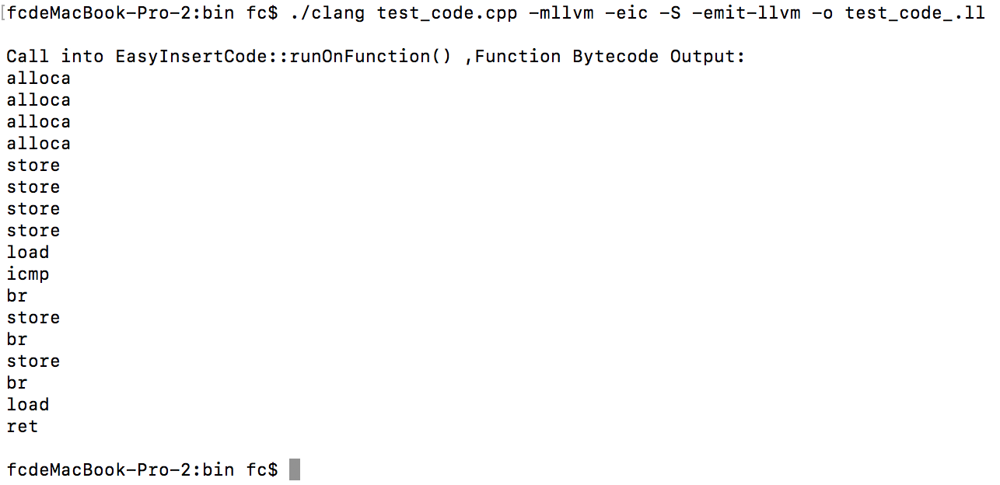 [fcdeMacBook-Pro-2:bin fc$ ./clang test_code.cpp -mllvm -eic -S -emit-llvm -o test_code_.ll
Call into EasyInsertCode::runOnFunction() ,Function Bytecode Output:
alloca
alloca
alloca
alloca
store
store
store
store
load
icmp
br
store
br
store
br
load
ret
fcdeMacBook-Pro-2:bin fc$